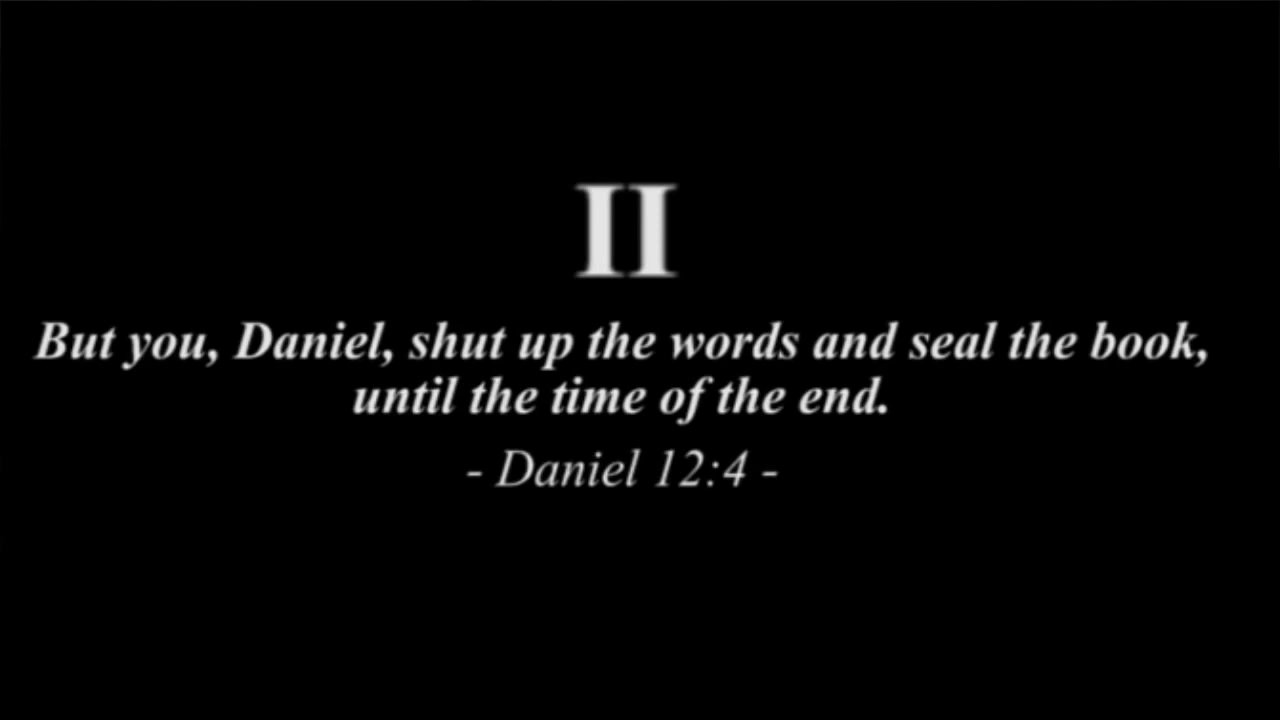 II
But you, Daniel, shut up the words and seal the book,
until the time of the end.
- Daniel 12:4 -